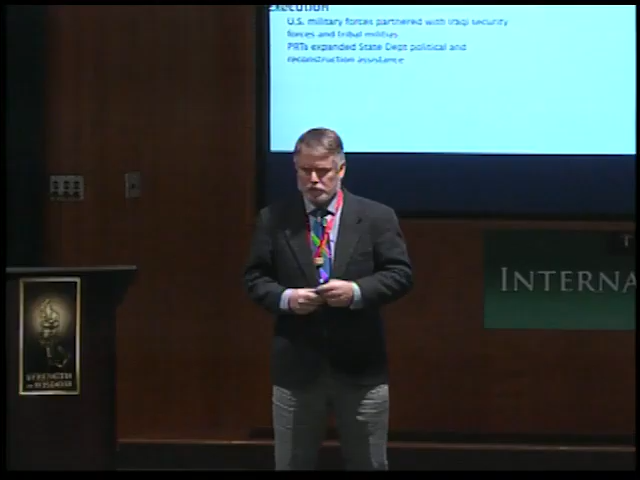 Execution
U.S. military forces partnered with Iraqi security
forces and tribal militias
PRTs expanded State Dept political and
reconstruction assistance
INTERNA
STRENGTH
IN WISDOM